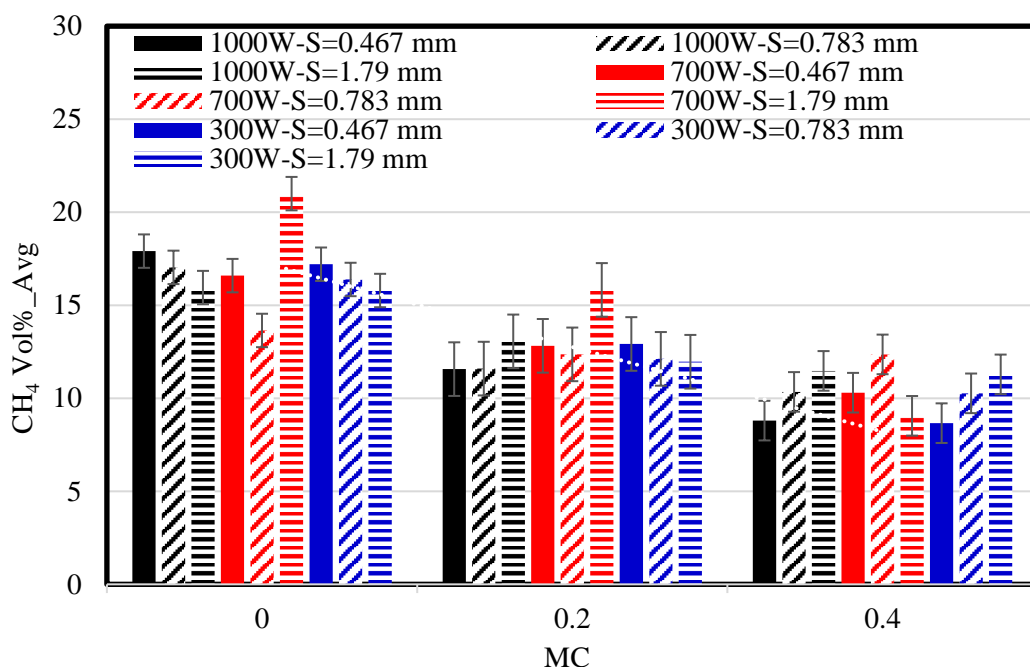 30
25
20
15
10
5
0
CH₄ Vol%_Avg
1000W-S=0.467 mm
1000W-S=0.783 mm
1000W-S=1.79 mm
700W-S=0.467 mm
700W-S=0.783 mm
700W-S=1.79 mm
300W-S=0.467 mm
300W-S=0.783 mm
300W-S=1.79 mm
0
0.2
0.4
MC